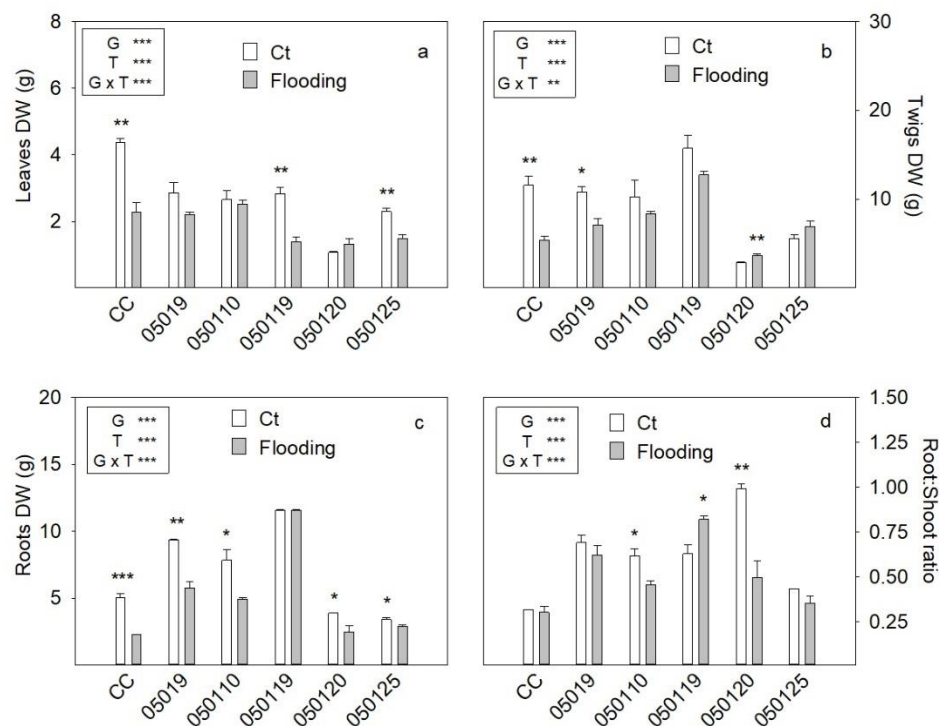 8
6
4
2
Leaves DW (g)
G ***
T ***
G x T ***
Ct
Flooding
a
**
**
**
CC
05019
050110
050119
050120
050125
30
20
10
Twigs DW (g)
G ***
T ***
G x T **
Ct
Flooding
b
**
*
**
CC
05019
050110
050119
050120
050125
20
15
10
5
Roots DW (g)
G ***
T ***
G x T ***
Ct
Flooding
c
***
**
*
*
*
CC
05019
050110
050119
050120
050125
1.50
1.25
1.00
0.75
0.50
0.25
Root:Shoot ratio
G ***
T ***
G x T ***
Ct
Flooding
d
*
*
**
CC
05019
050110
050119
050120
050125